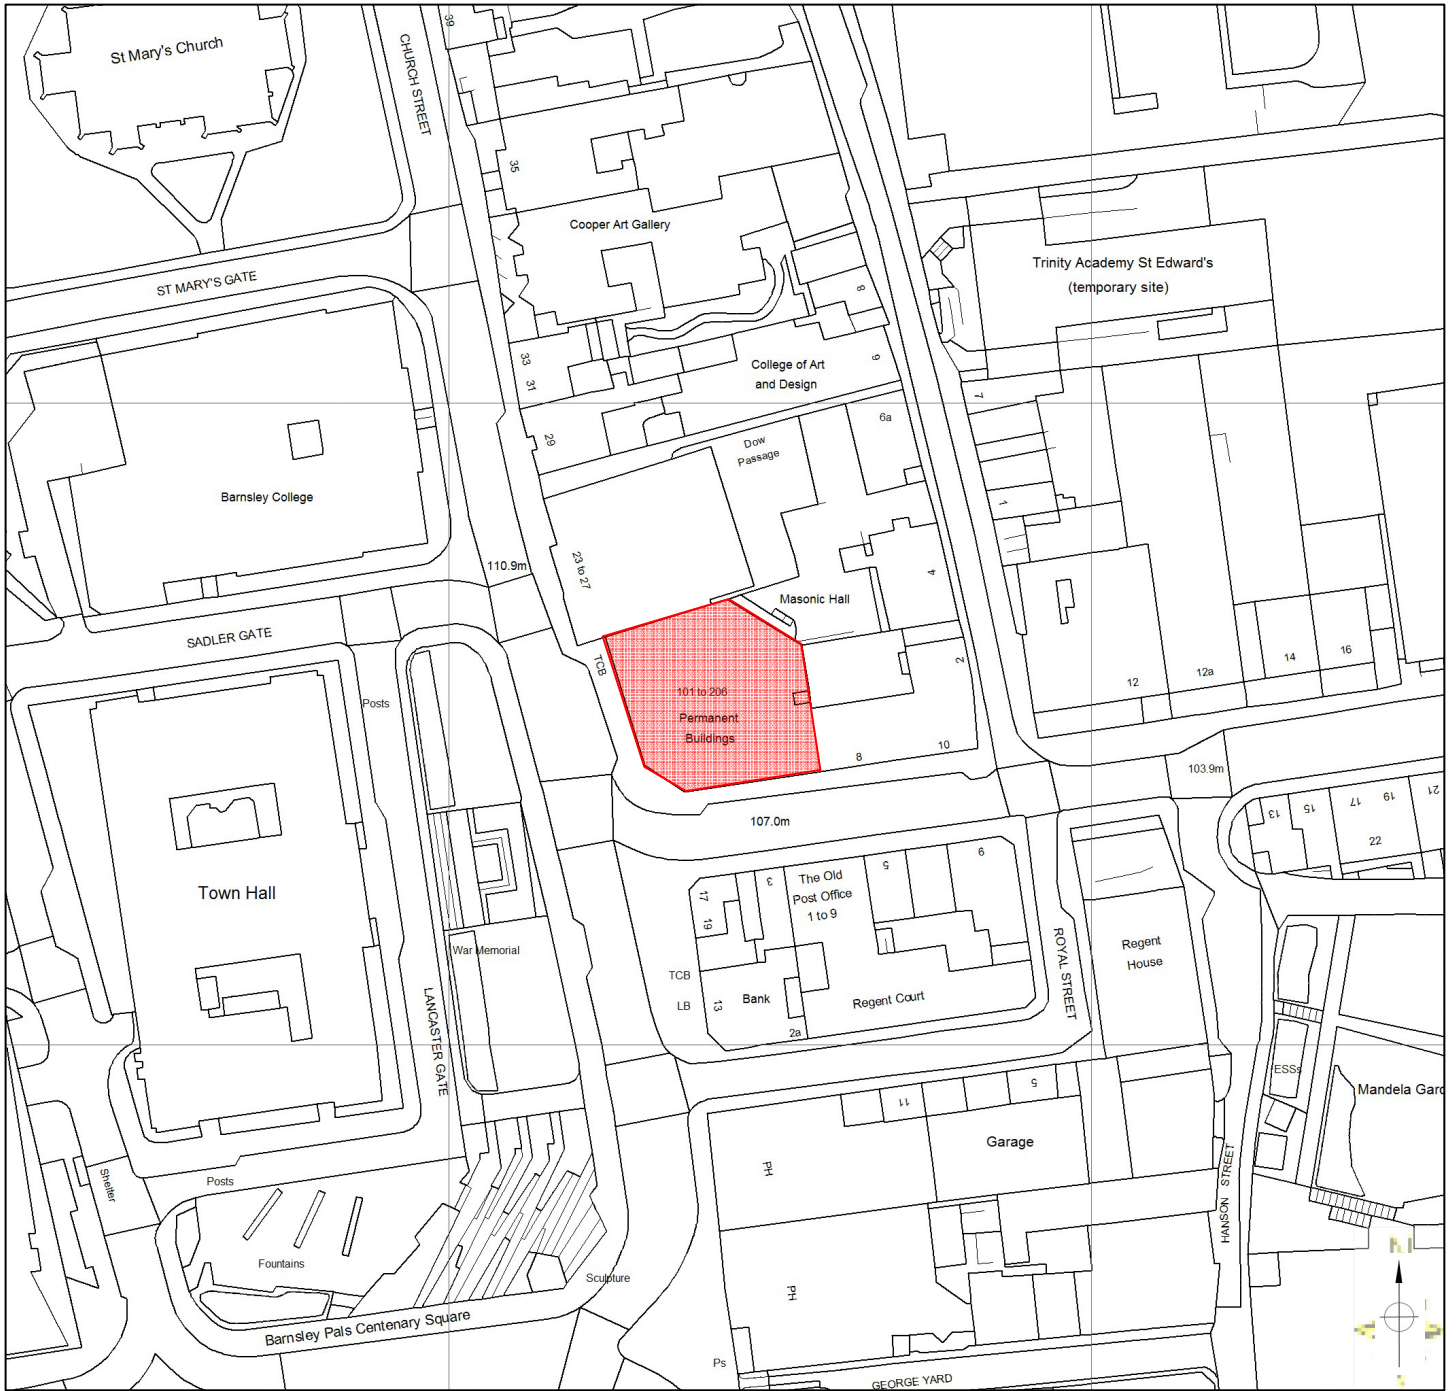 St Mary's Church
CHURCH STREET
39
35
Cooper Art Gallery
ST MARY'S GATE
Trinity Academy St Edward's
(temporary site)
8
33
31
College of Art
and Design
9
7
29
6a
Dow
Passage
Barnsley College
1
23 to 27
110.9m
4
Masonic Hall
SADLER GATE
TCB
2
12
12a
14
16
101 to 206
Permanent
Buildings
Posts
8
10
103.9m
107.0m
13
15
17
19
21
22
Town Hall
17
19
3
The Old
Post Office
1 to 9
5
9
War Memorial
ROYAL STREET
Regent
House
TCB
LB
13
Bank
2a
Regent Court
LANCASTER GATE
ESSs
Mandela Gard
11
5
Garage
Shelter
Posts
PH
HANSON STREET
Fountains
Sculpture
PH
Barnsley Pals Centenary Square
Ps
GEORGE YARD
N